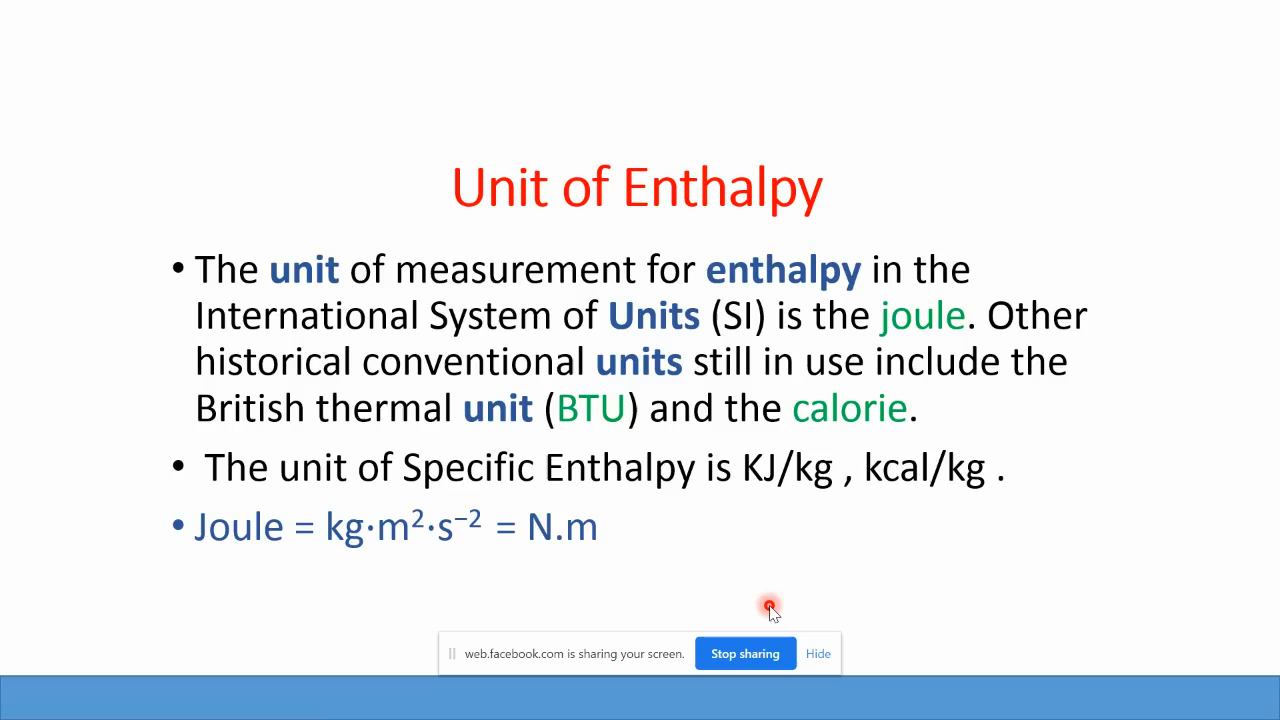 Unit of Enthalpy
• The unit of measurement for enthalpy in the
International System of Units (SI) is the joule. Other
historical conventional units still in use include the
British thermal unit (BTU) and the calorie.
• The unit of Specific Enthalpy is KJ/kg , kcal/kg .
• Joule = kg·m²·s⁻² = N.m
web.facebook.com is sharing your screen. Stop sharing Hide